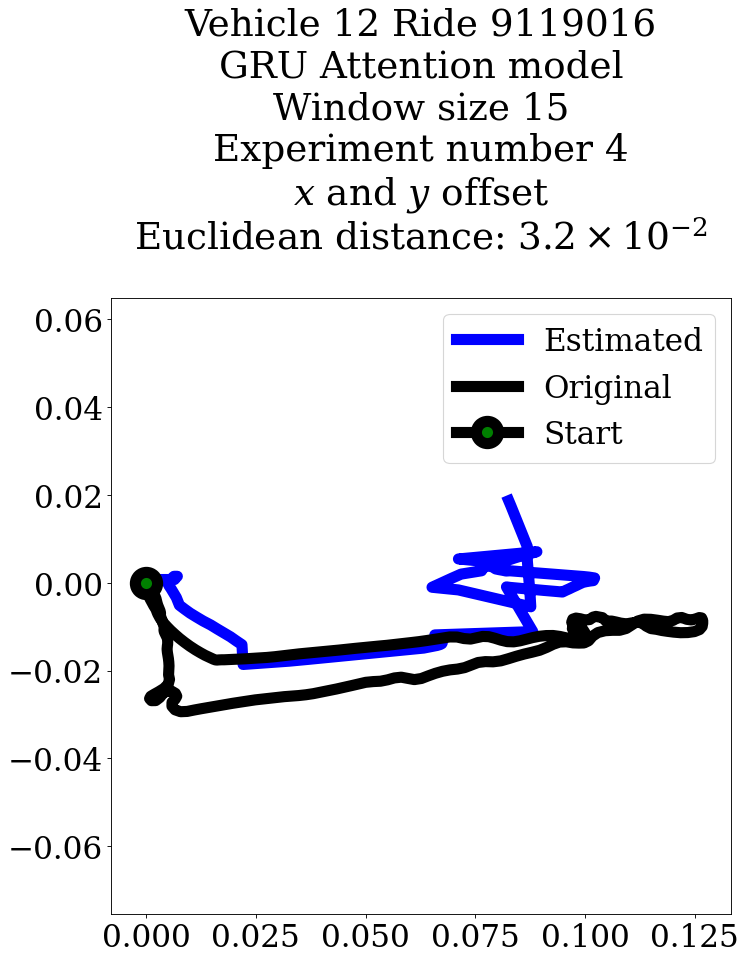 Vehicle 12 Ride 9119016
GRU Attention model
Window size 15
Experiment number 4
x and y offset
Euclidean distance: 3.2 × 10⁻²
Estimated
Original
Start
0.06
0.04
0.02
0.00
−0.02
−0.04
−0.06
0.000 0.025 0.050 0.075 0.100 0.125